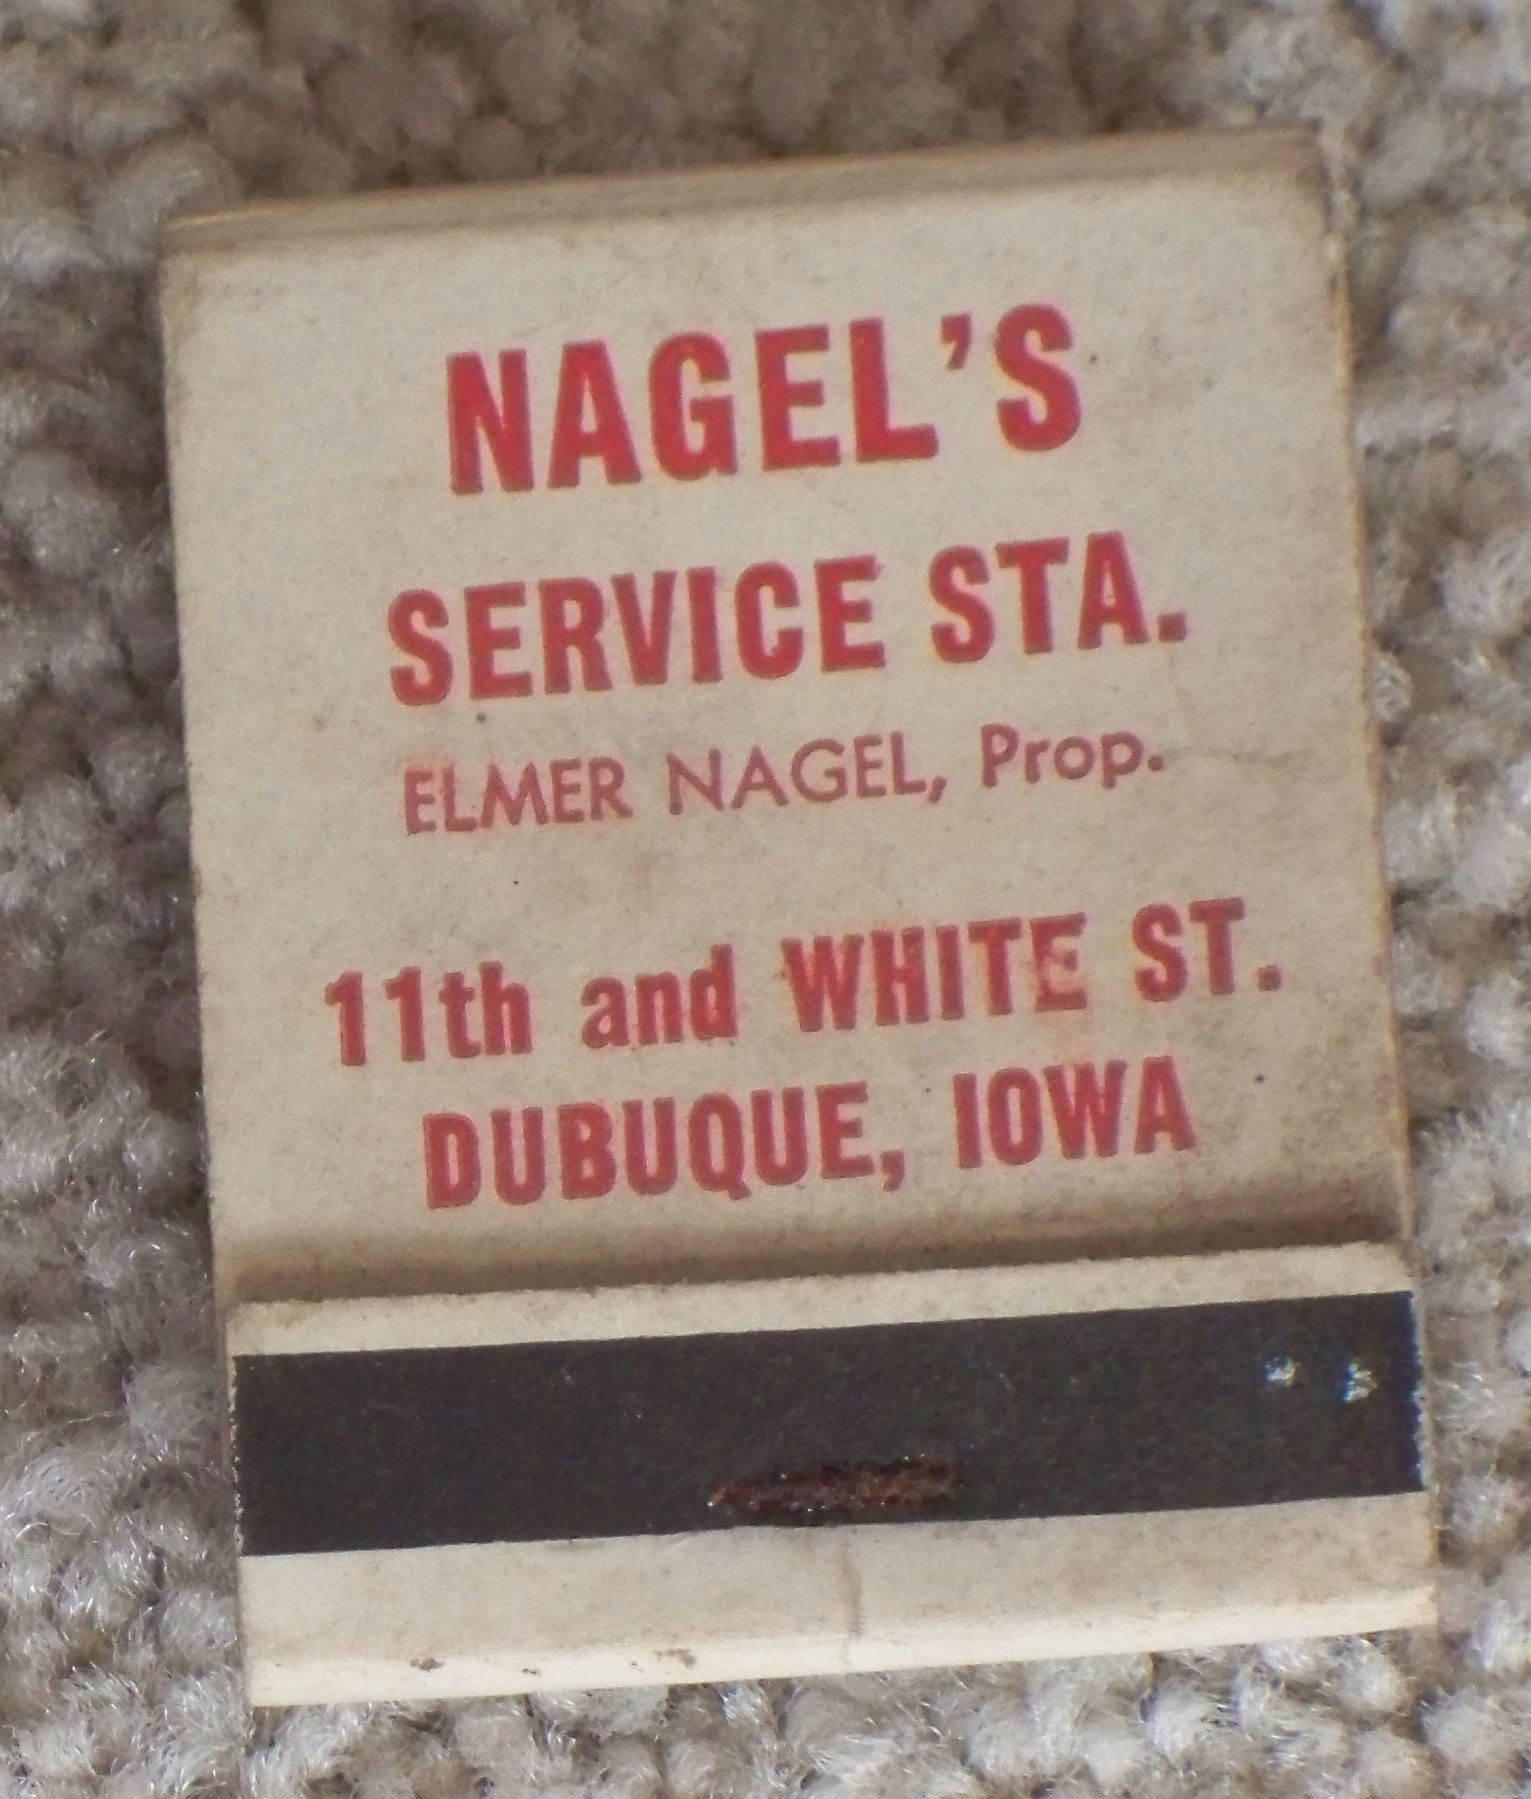 NAGEL'S
SERVICE STA.
ELMER NAGEL, Prop.
11th and WHITE ST.
DUBUQUE, IOWA